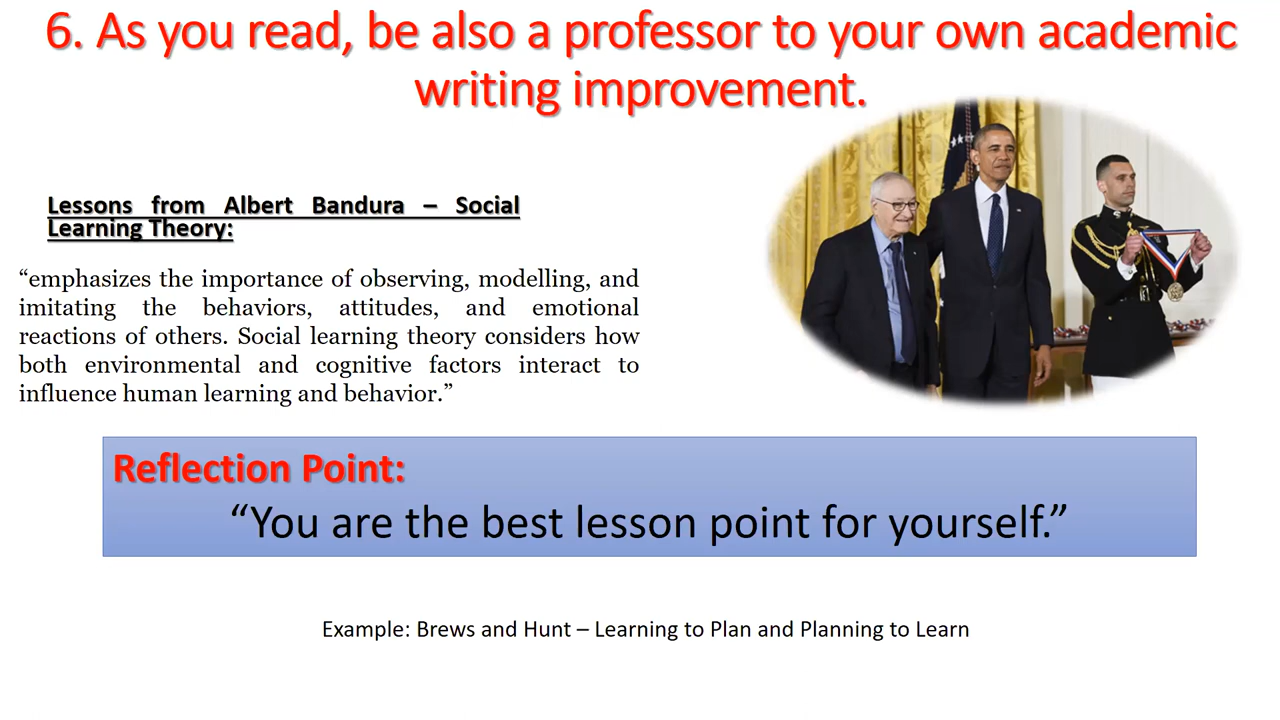 6. As you read, be also a professor to your own academic
writing improvement.
Lessons from Albert Bandura – Social
Learning Theory:
“emphasizes the importance of observing, modelling, and
imitating the behaviors, attitudes, and emotional
reactions of others. Social learning theory considers how
both environmental and cognitive factors interact to
influence human learning and behavior.”
Reflection Point:
“You are the best lesson point for yourself.”
Example: Brews and Hunt – Learning to Plan and Planning to Learn